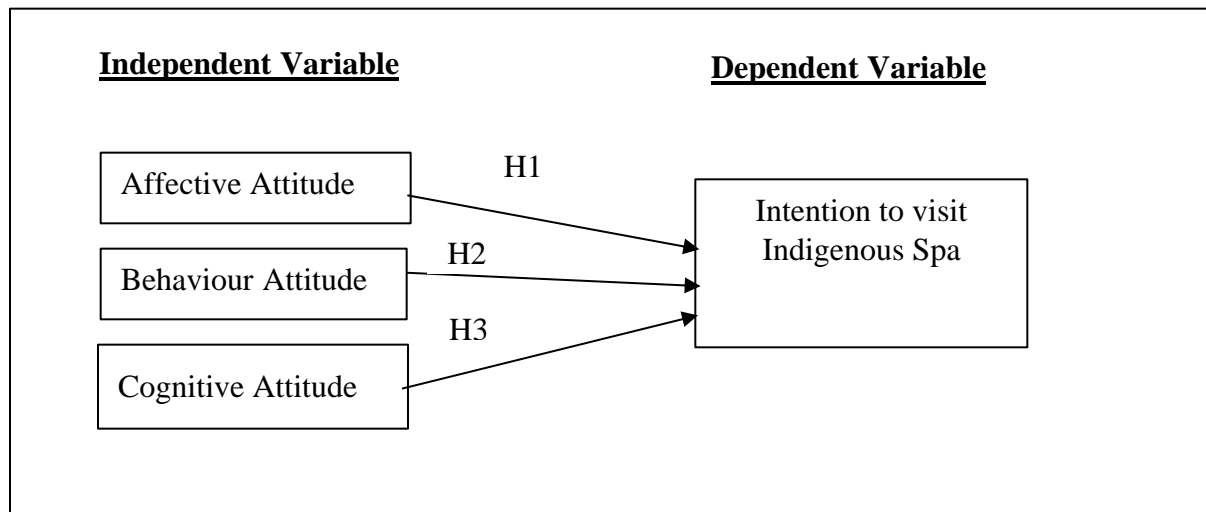 Independent Variable
Dependent Variable
Affective Attitude
H1
Behaviour Attitude
H2
Cognitive Attitude
H3
Intention to visit
Indigenous Spa